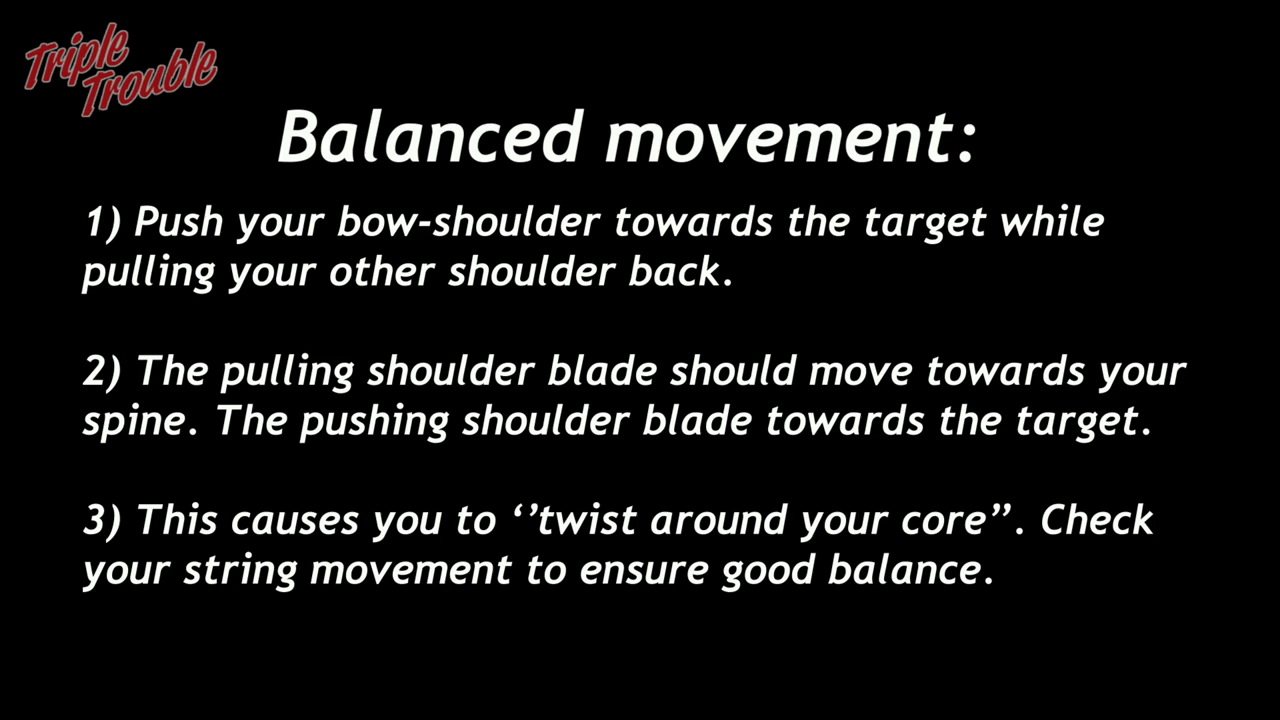 Triple
Trouble
Balanced movement:
1) Push your bow-shoulder towards the target while
pulling your other shoulder back.
2) The pulling shoulder blade should move towards your
spine. The pushing shoulder blade towards the target.
3) This causes you to ‘’twist around your core”. Check
your string movement to ensure good balance.